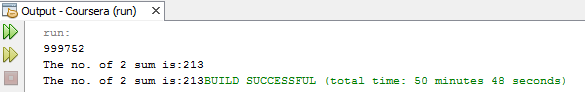 Output - Coursera (run)
run:
999752
The no. of 2 sum is:213
The no. of 2 sum is:213BUILD SUCCESSFUL (total time: 50 minutes 48 seconds)